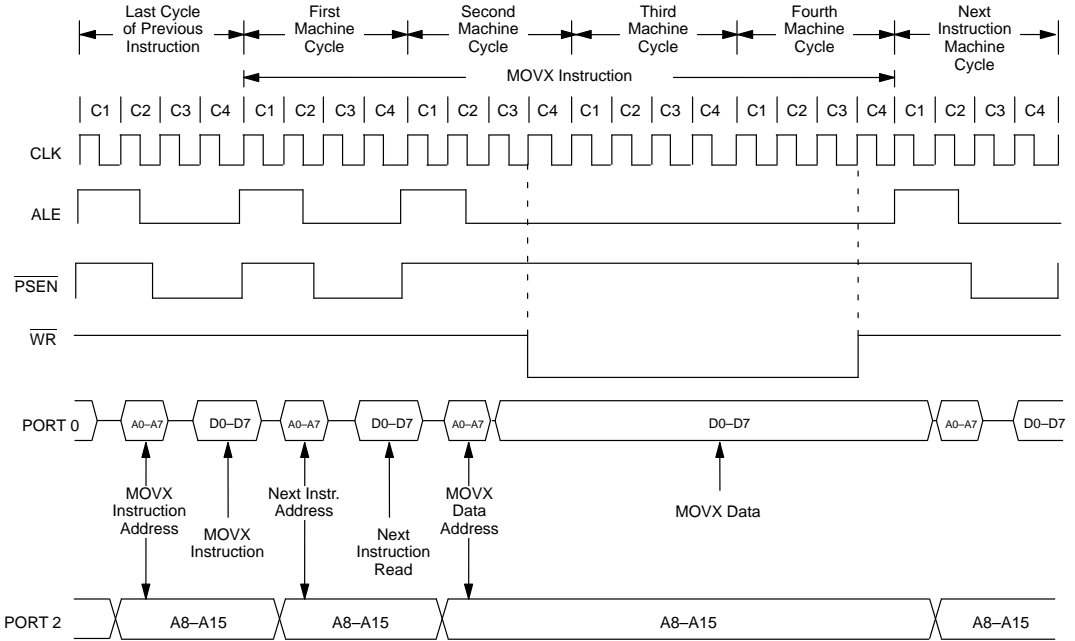 Last Cycle
of Previous
Instruction
First
Machine
Cycle
Second
Machine
Cycle
Third
Machine
Cycle
Fourth
Machine
Cycle
Next
Instruction
Machine
Cycle
MOVX Instruction
C1 C2 C3 C4 C1 C2 C3 C4 C1 C2 C3 C4 C1 C2 C3 C4 C1 C2 C3 C4 C1 C2 C3 C4
CLK
ALE
PSEN
WR
PORT 0
A0–A7 D0–D7 A0–A7 D0–D7 A0–A7 D0–D7 A0–A7 D0–D7
MOVX
Instruction
Address
MOVX
Instruction
Next Instr.
Address
Next
Instruction
Read
MOVX
Data
Address
MOVX Data
PORT 2
A8–A15 A8–A15 A8–A15 A8–A15